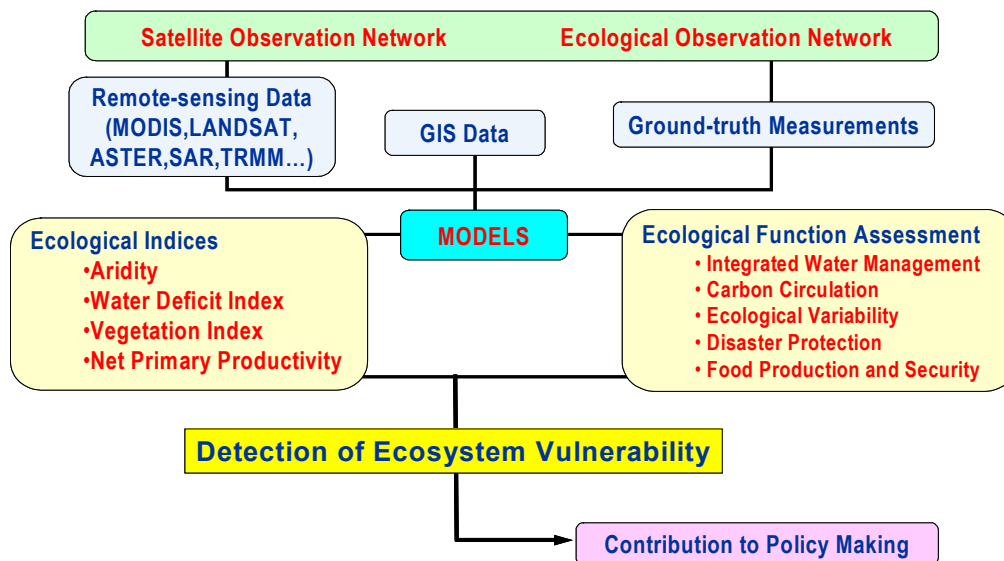 Satellite Observation Network
Ecological Observation Network
Remote-sensing Data
(MODIS,LANDSAT,
ASTER,SAR,TRMM…)
GIS Data
Ground-truth Measurements
MODELS
Ecological Indices
•Aridity
•Water Deficit Index
•Vegetation Index
•Net Primary Productivity
Ecological Function Assessment
• Integrated Water Management
• Carbon Circulation
• Ecological Variability
• Disaster Protection
• Food Production and Security
Detection of Ecosystem Vulnerability
Contribution to Policy Making